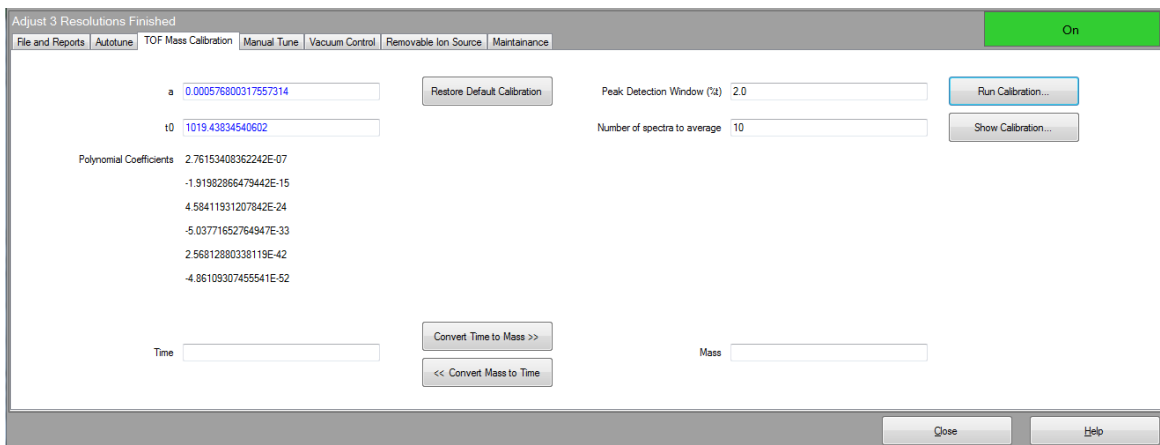 Adjust 3 Resolutions Finished
On
File and Reports Autotune TOF Mass Calibration Manual Tune Vacuum Control Removable Ion Source Maintainance
a 0.000576800317557314 Restore Default Calibration Peak Detection Window (%t) 2.0 Run Calibration...
t0 1019.43834540602 Number of spectra to average 10 Show Calibration...
Polynomial Coefficients 2.76153408362242E-07
-1.91982866479442E-15
4.58411931207842E-24
-5.03771652764947E-33
2.56812880338119E-42
-4.86109307455541E-52
Convert Time to Mass >>
Time Mass
<< Convert Mass to Time
Close Help